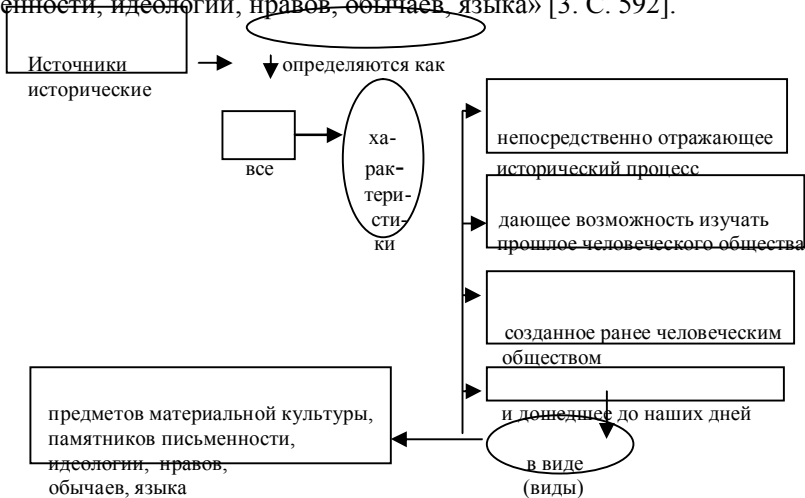 енности, идеологии, нравов, обычаев, языка» [3. С. 592].
Источники
исторические
определяются как
все
ха-
рак-
тери-
сти-
ки
непосредственно отражающее
исторический процесс
дающее возможность изучать
прошлое человеческого общества
созданное ранее человеческим
обществом
и дошедшее до наших дней
в виде
(виды)
предметов материальной культуры,
памятников письменности,
идеологии, нравов,
обычаев, языка